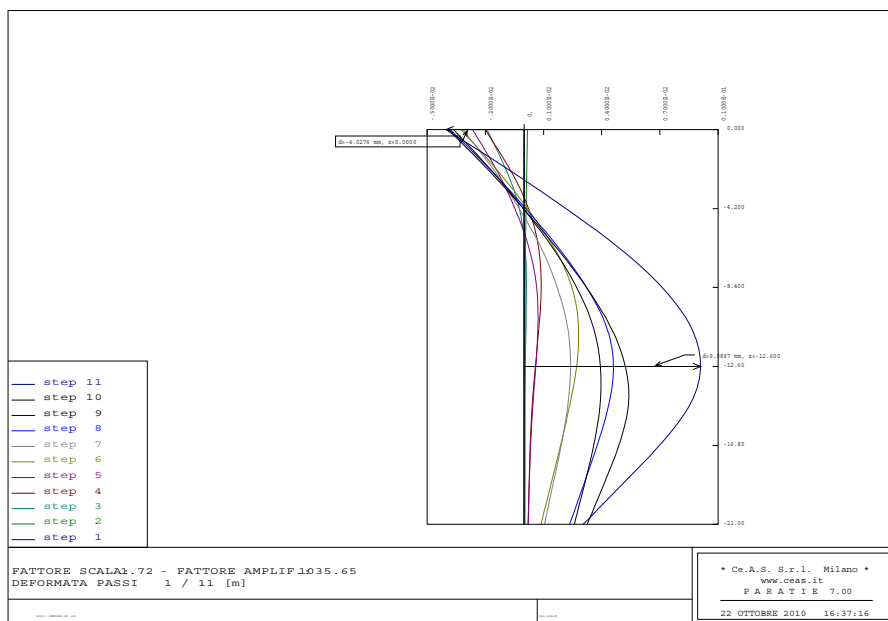 -.5000E-02
-.2000E-02
0.
0.1000E-02
0.4000E-02
0.7000E-02
0.1000E-01
0.000
d=-4.0276 mm, z=0.0000
-4.200
-8.400
d=9.0897 mm, z=-12.600
-12.60
-16.80
-21.00
step 11
step 10
step 9
step 8
step 7
step 6
step 5
step 4
step 3
step 2
step 1
FATTORE SCALA1.72 - FATTORE AMPLIF.1035.65
DEFORMATA PASSI 1 / 11 [m]
* Ce.A.S. S.r.l. Milano *
www.ceas.it
P A R A T I E 7.00
22 OTTOBRE 2010 16:37:16